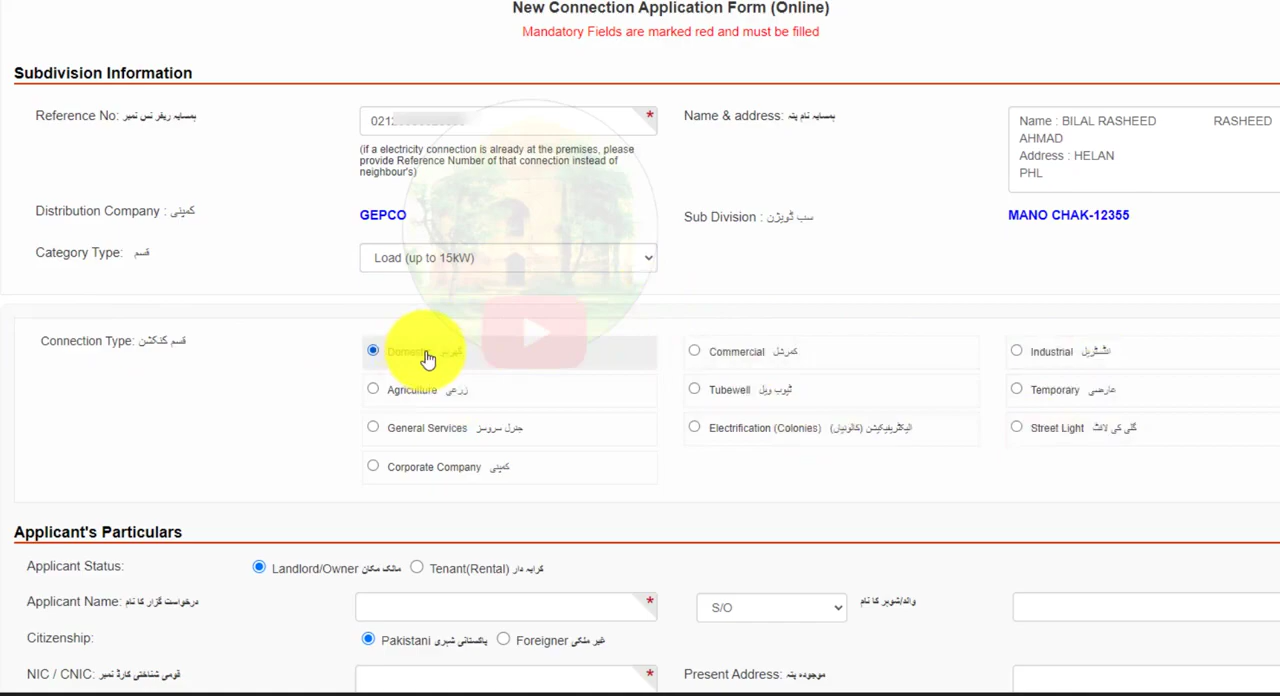 New Connection Application Form (Online)
Mandatory Fields are marked red and must be filled
Subdivision Information
Reference No: ہمسایہ ریفرنس نمبر
021
*
(if a electricity connection is already at the premises, please
provide Reference Number of that connection instead of
neighbour's)
Name & address: ہمسایہ نام پتہ
Name : BILAL RASHEED RASHEED
AHMAD
Address : HELAN
PHL
Distribution Company : کمپنی
GEPCO
Sub Division : سب ڈویژن
MANO CHAK-12355
Category Type: قسم
Load (up to 15kW)
Connection Type: قسم کنکشن
Domestic گھریلو
Commercial کمرشل
Industrial انڈسٹریل
Agriculture زرعی
Tubewell ٹیوب ویل
Temporary عارضی
General Services جنرل سروسز
Electrification (Colonies) الیکٹریفیکیشن (کالونیاں)
Street Light گلی کی لائٹ
Corporate Company کمپنی
Applicant's Particulars
Applicant Status:
Landlord/Owner مالک مکان Tenant(Rental) کرایہ دار
Applicant Name: درخواست گزار کا نام
*
S/O
والد/شوہر کا نام
Citizenship:
Pakistani پاکستانی شہری Foreigner غیر ملکی
NIC / CNIC: قومی شناختی کارڈ نمبر
*
Present Address: موجودہ پتہ